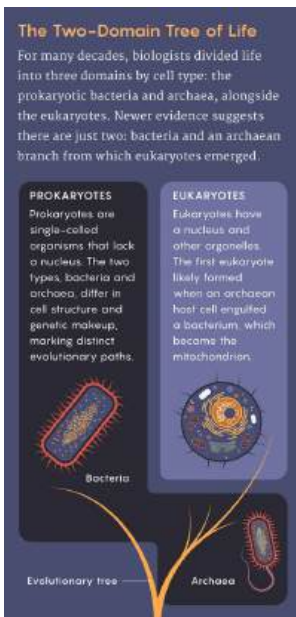 The Two-Domain Tree of Life
For many decades, biologists divided life
into three domains by cell type: the
prokaryotic bacteria and archaea, alongside
the eukaryotes. Newer evidence suggests
there are just two: bacteria and an archaean
branch from which eukaryotes emerged.
PROKARYOTES
Prokaryotes are
single-celled
organisms that lack
a nucleus. The two
types, bacteria and
archaea, differ in
cell structure and
genetic makeup,
marking distinct
evolutionary paths.
EUKARYOTES
Eukaryotes have
a nucleus and
other organelles.
The first eukaryote
likely formed
when an archaean
host cell engulfed
a bacterium, which
became the
mitochondrion.
Bacteria
Evolutionary tree
Archaea